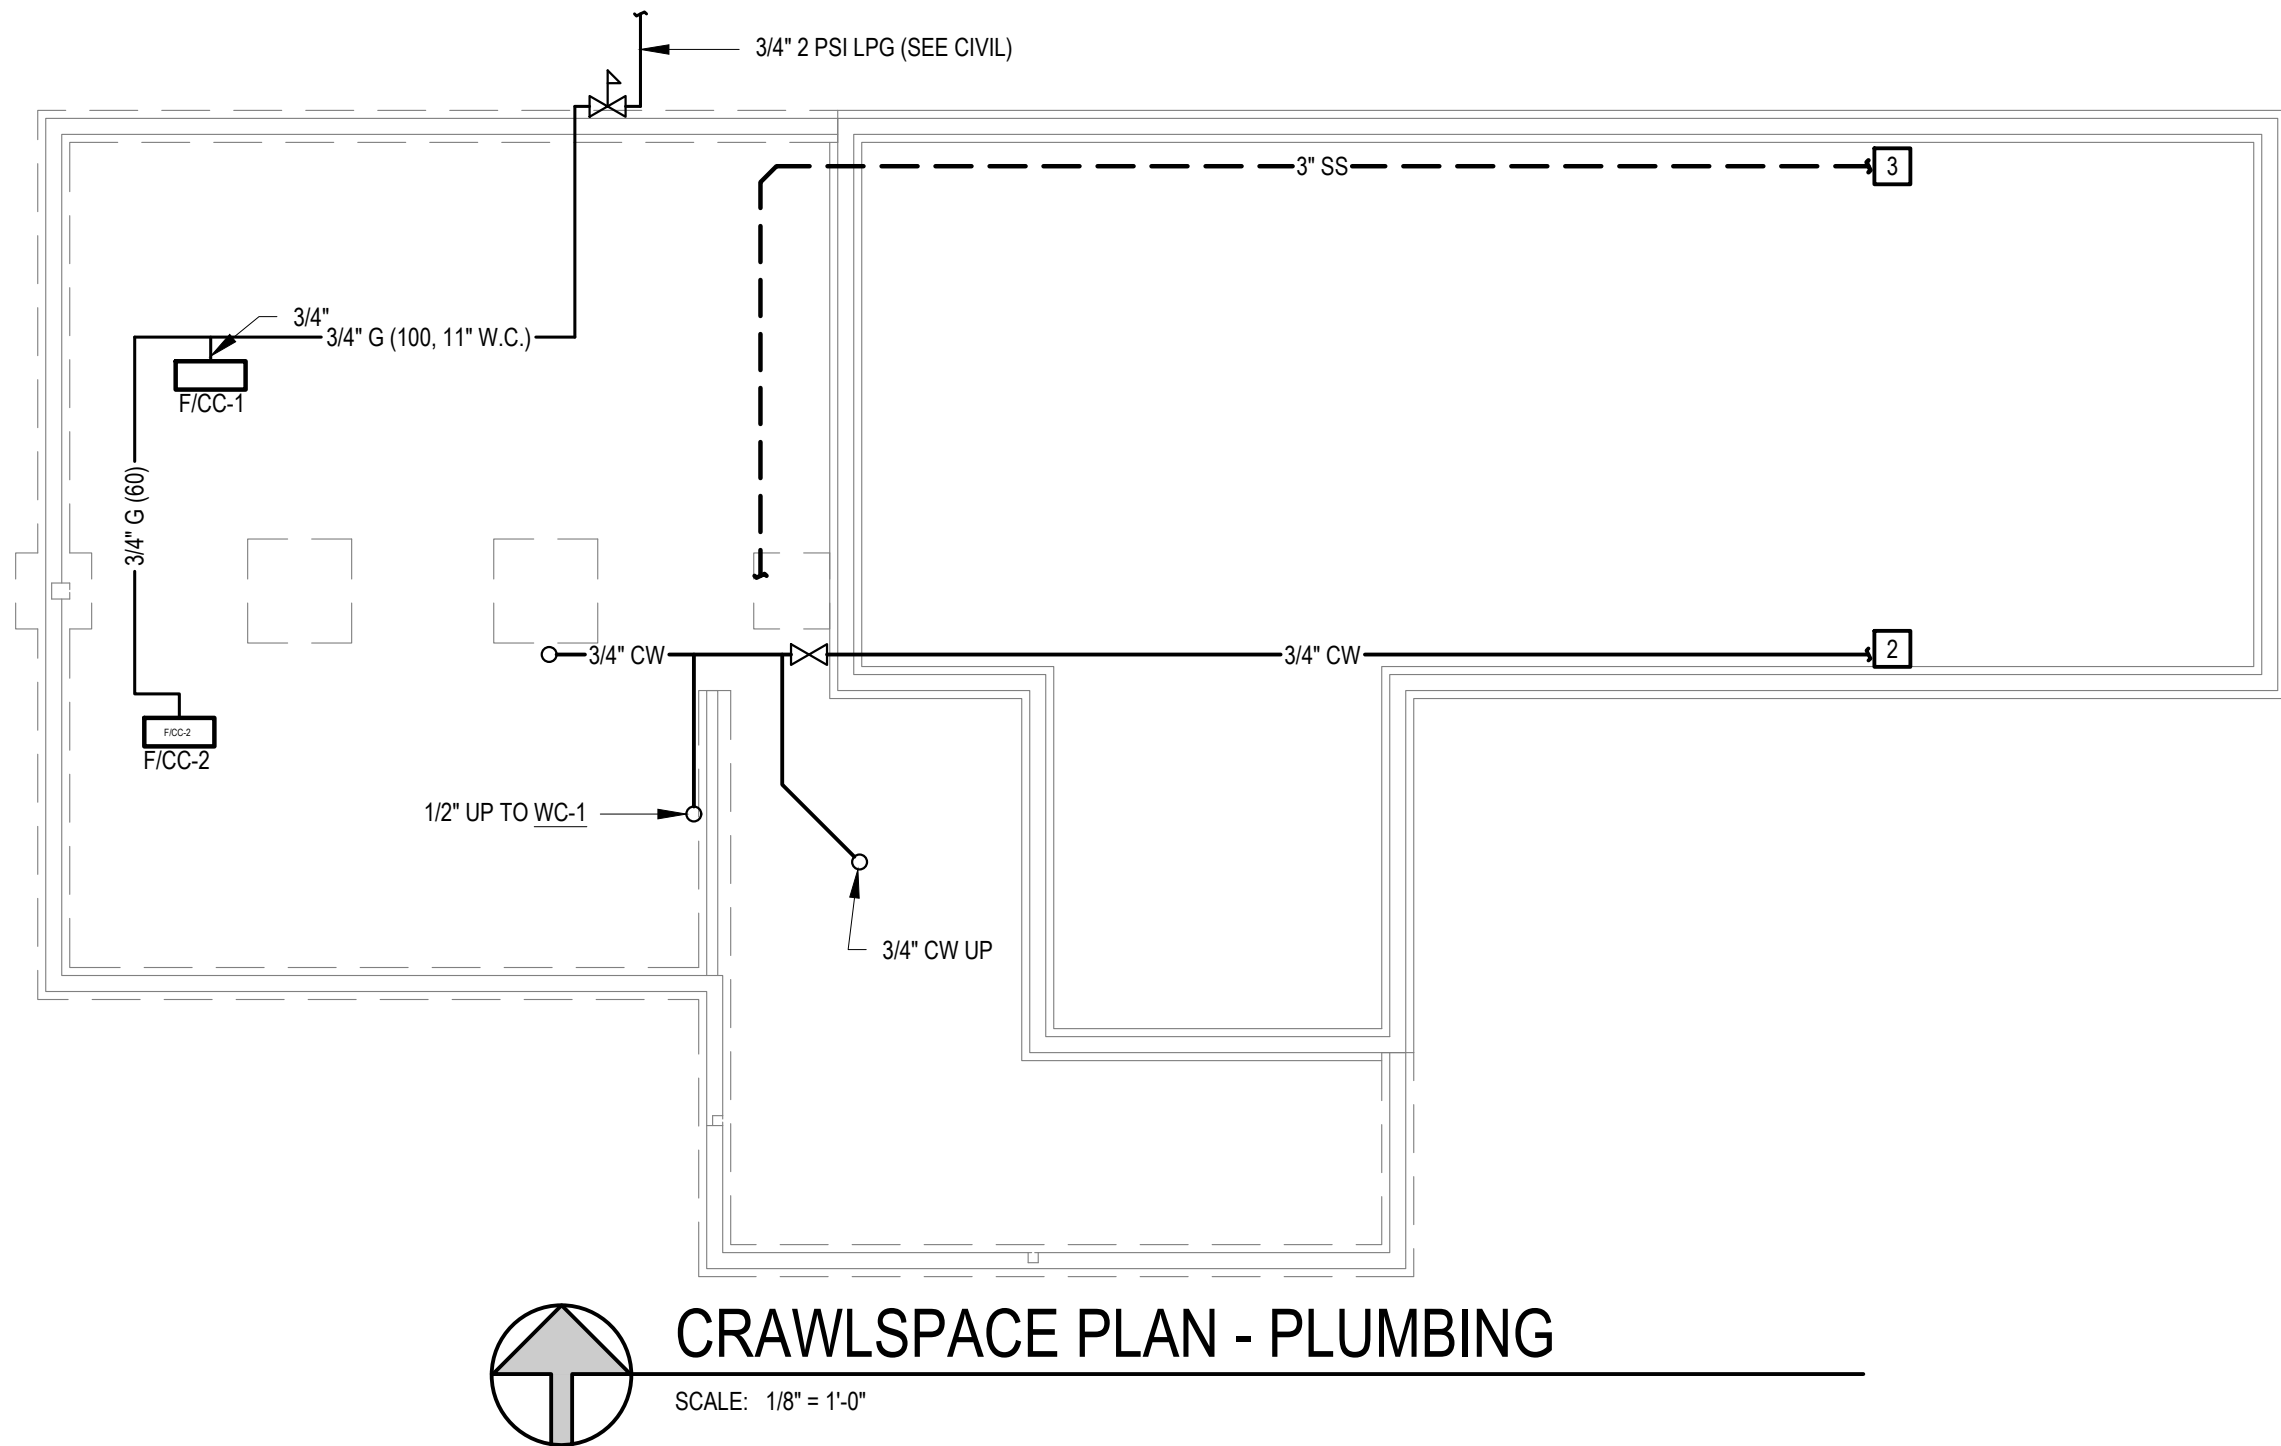 3/4" 2 PSI LPG (SEE CIVIL)
3" SS
3
3/4"
3/4" G (100, 11" W.C.)
F/CC-1
3/4" G (60)
3/4" CW
3/4" CW
2
F/CC-2
F/CC-2
1/2" UP TO WC-1
3/4" CW UP
CRAWLSPACE PLAN - PLUMBING
SCALE: 1/8" = 1'-0"